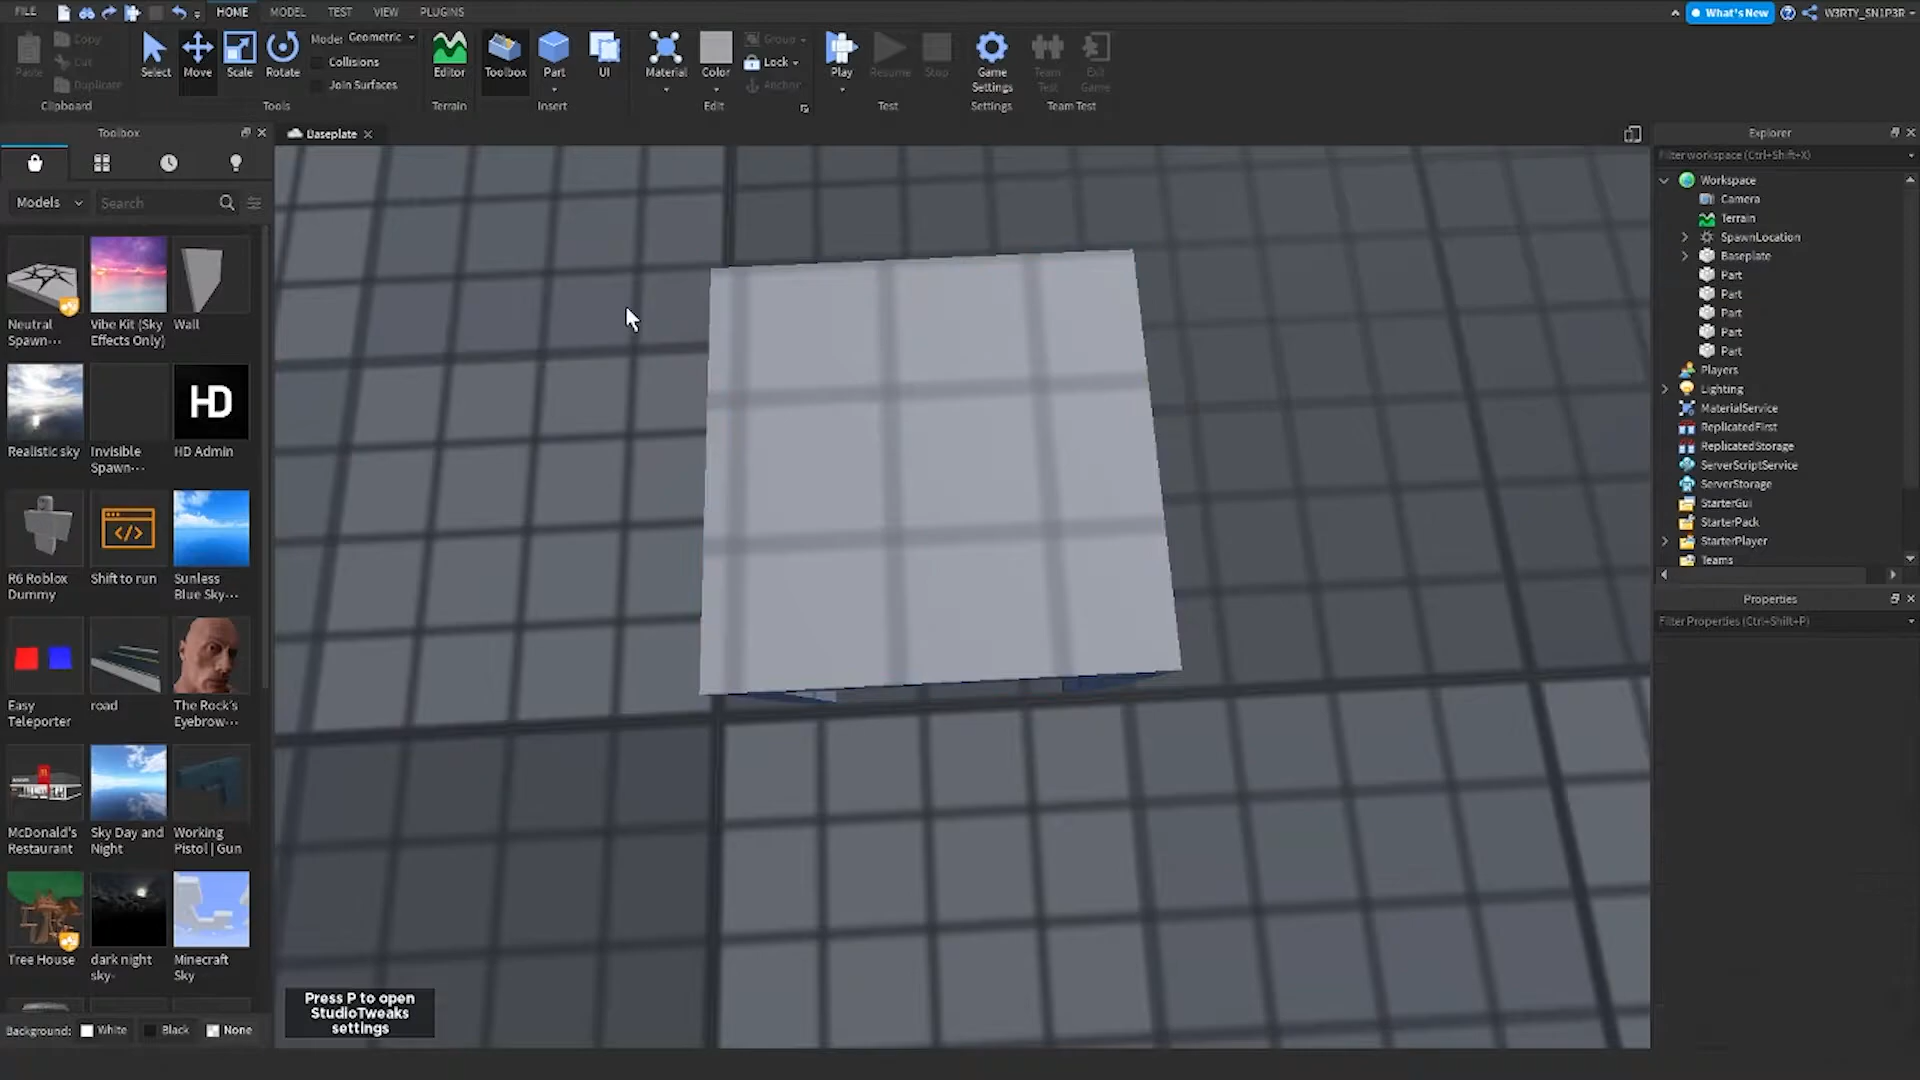 FILE HOME MODEL TEST VIEW PLUGINS What's New W3RTY_SN1P3R
Paste Copy Cut Duplicate
Clipboard
Select Move Scale Rotate
Mode: Geometric
Collisions
Join Surfaces
Tools
Editor
Terrain
Toolbox Part UI
Insert
Material Color Group Lock Anchor
Edit
Play Resume Stop
Test
Game Settings
Settings
Team Test Exit Game
Team Test
Toolbox
Models Search
Neutral Spawn···
Vibe Kit (Sky Effects Only)
Wall
Realistic sky
Invisible Spawn···
HD
HD Admin
R6 Roblox Dummy
Shift to run
Sunless Blue Sky···
Easy Teleporter
road
The Rock's Eyebrow···
McDonald's Restaurant
Sky Day and Night
Working Pistol | Gun
Tree House
dark night sky-
Minecraft Sky
Background: White Black None
Baseplate
Press P to open
StudioTweaks
settings
Explorer
Filter workspace (Ctrl+Shift+X)
Workspace
Camera
Terrain
SpawnLocation
Baseplate
Part
Part
Part
Part
Part
Players
Lighting
MaterialService
ReplicatedFirst
ReplicatedStorage
ServerScriptService
ServerStorage
StarterGui
StarterPack
StarterPlayer
Teams
Properties
Filter Properties (Ctrl+Shift+P)